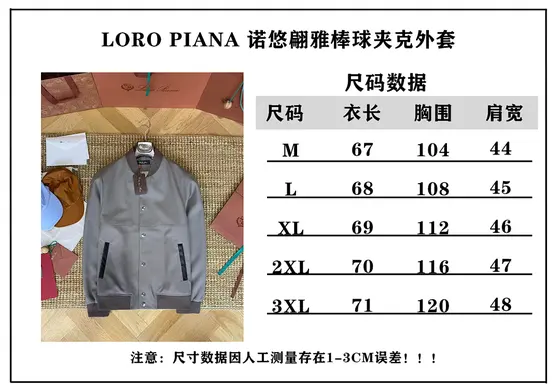 LORO PIANA 诺悠翩雅棒球夹克外套
尺码数据
尺码 衣长 胸围 肩宽
M 67 104 44
L 68 108 45
XL 69 112 46
2XL 70 116 47
3XL 71 120 48
注意：尺寸数据因人工测量存在1-3CM误差！！！